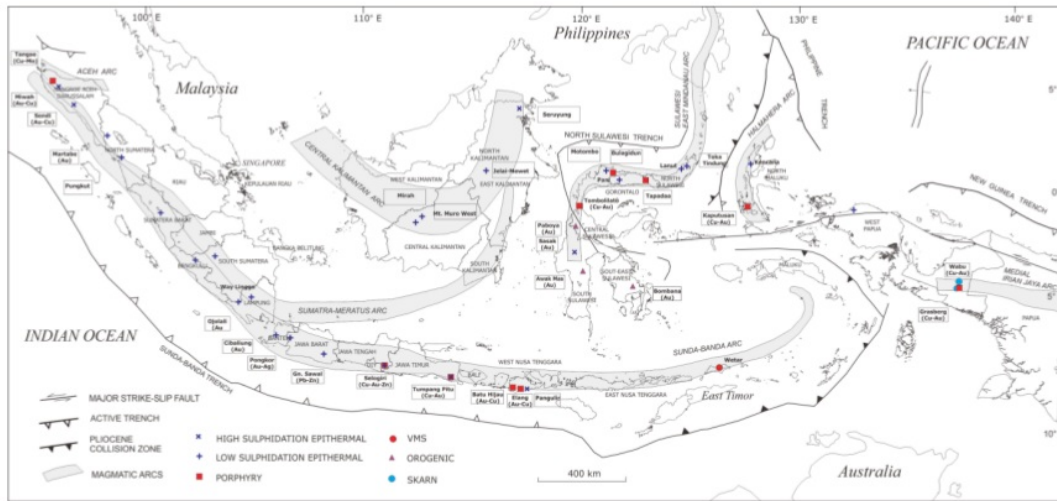 100° E
110° E
120° E
130° E
140° E
Philippines
PACIFIC OCEAN
PHILIPPINE
TRENCH
Tangse
(Cu-Mo)
ACEH ARC
Malaysia
Miwah
(Au-Cu)
(Au-Cu)
Martabe
(Au)
NORTH SUMATERA
Pungkut
SINGAPORE
KEPULAUAN RIAU
RIAU
SUMATERA BARAT
JAMBI
BANGKA BELITUNG
BENGKULU
SOUTH SUMATERA
Way Linggo
LAMPUNG
SUMATRA-MERATUS ARC
CENTRAL KALIMANTAN ARC
WEST KALIMANTAN
NORTH
KALIMANTAN
EAST KALIMANTAN
CENTRAL KALIMANTAN
SOUTH
KALIMANTAN
Seruyung
Jelai-Mewet
Mirah
Mt. Muro West
SULAWESI
EAST MINDANAO ARC
HALMAHERA ARC
NORTH SULAWESI TRENCH
Motomboto
Bulagidun
Lanut
Toka
Tindung
Pani
GORONTALO
NORTH
SULAWESI
Tapadaa
Tombulilato
(Cu-Au)
NORTH
MALUKU
Kaputusan
(Cu-Au)
Paboya
(Au)
Sasak
(Au)
CENTRAL
SULAWESI
Awak Mas
(Au)
SOUTH
SULAWESI
Bombana
(Au)
MALUKU
NEW GUINEA
TRENCH
WEST
PAPUA
Wabu
(Cu-Au)
MEDIAL
IRIAN JAYA ARC
Grasberg
(Cu-Au)
PAPUA
INDIAN OCEAN
SUNDA-BANDA TRENCH
Ojolali
(Au
Cibaliung
(Au)
Pongkor
(Au-Ag)
Gn. Sawal
(Pb-Zn)
BANTEN
JAWA BARAT
JAWA TENGAH
JAWA TIMUR
BALI
Selogiri
(Cu-Au-Zn)
Tumpang Pitu
(Cu-Au)
Batu Hijau
(Au-Cu)
Elang
(Au-Cu)
Pangulir
WEST NUSA TENGGARA
EAST NUSA TENGGARA
SUNDA-BANDA ARC
Wetar
East Timor
Australia
5°
0°
5°
10°
MAJOR STRIKE-SLIP FAULT
ACTIVE TRENCH
PLIOCENE
COLLISION ZONE
MAGMATIC ARCS
HIGH SULPHIDATION EPITHERMAL
LOW SULPHIDATION EPITHERMAL
PORPHYRY
VMS
OROGENIC
SKARN
400 km